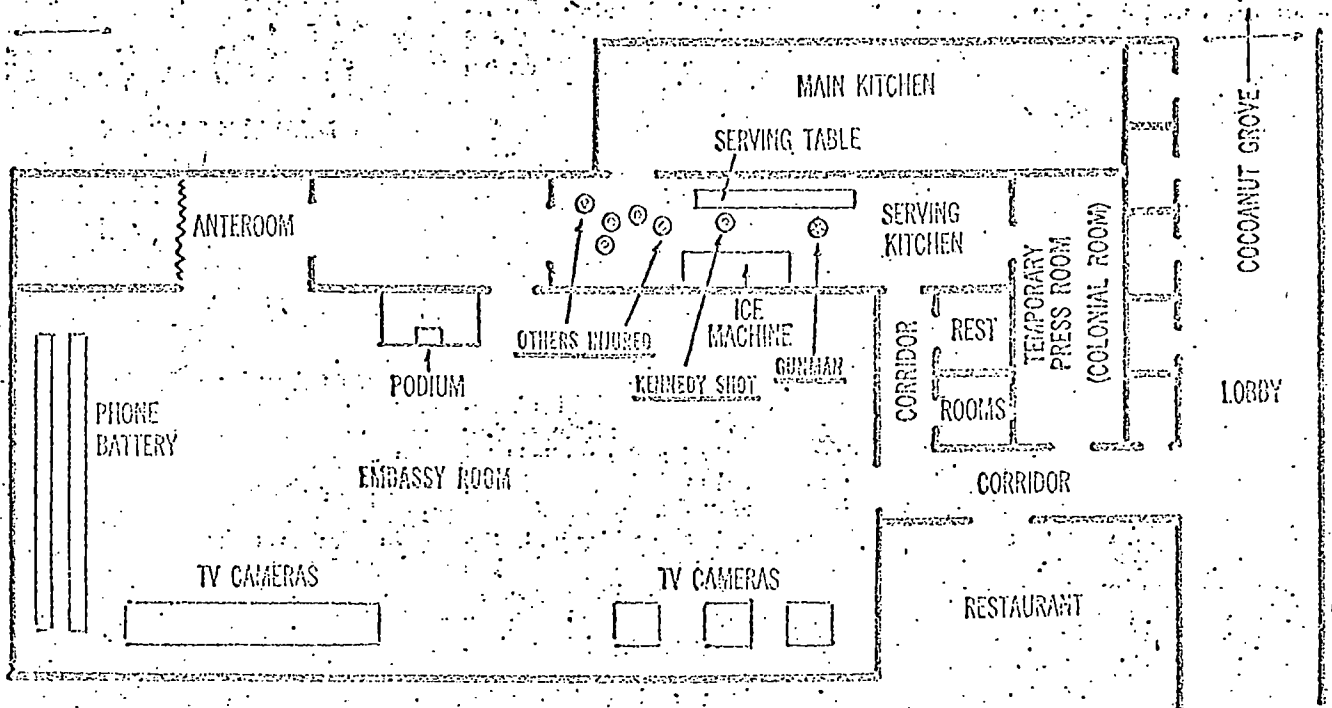 MAIN KITCHEN
SERVING TABLE
COCOANUT GROVE
ANTEROOM
SERVING
KITCHEN
TEMPORARY
PRESS ROOM
(COLONIAL ROOM)
OTHERS INJURED
ICE
MACHINE
GUNMAN
KENNEDY SHOT
PODIUM
CORRIDOR
REST
ROOMS
LOBBY
PHONE
BATTERY
EMBASSY ROOM
CORRIDOR
TV CAMERAS
TV CAMERAS
RESTAURANT